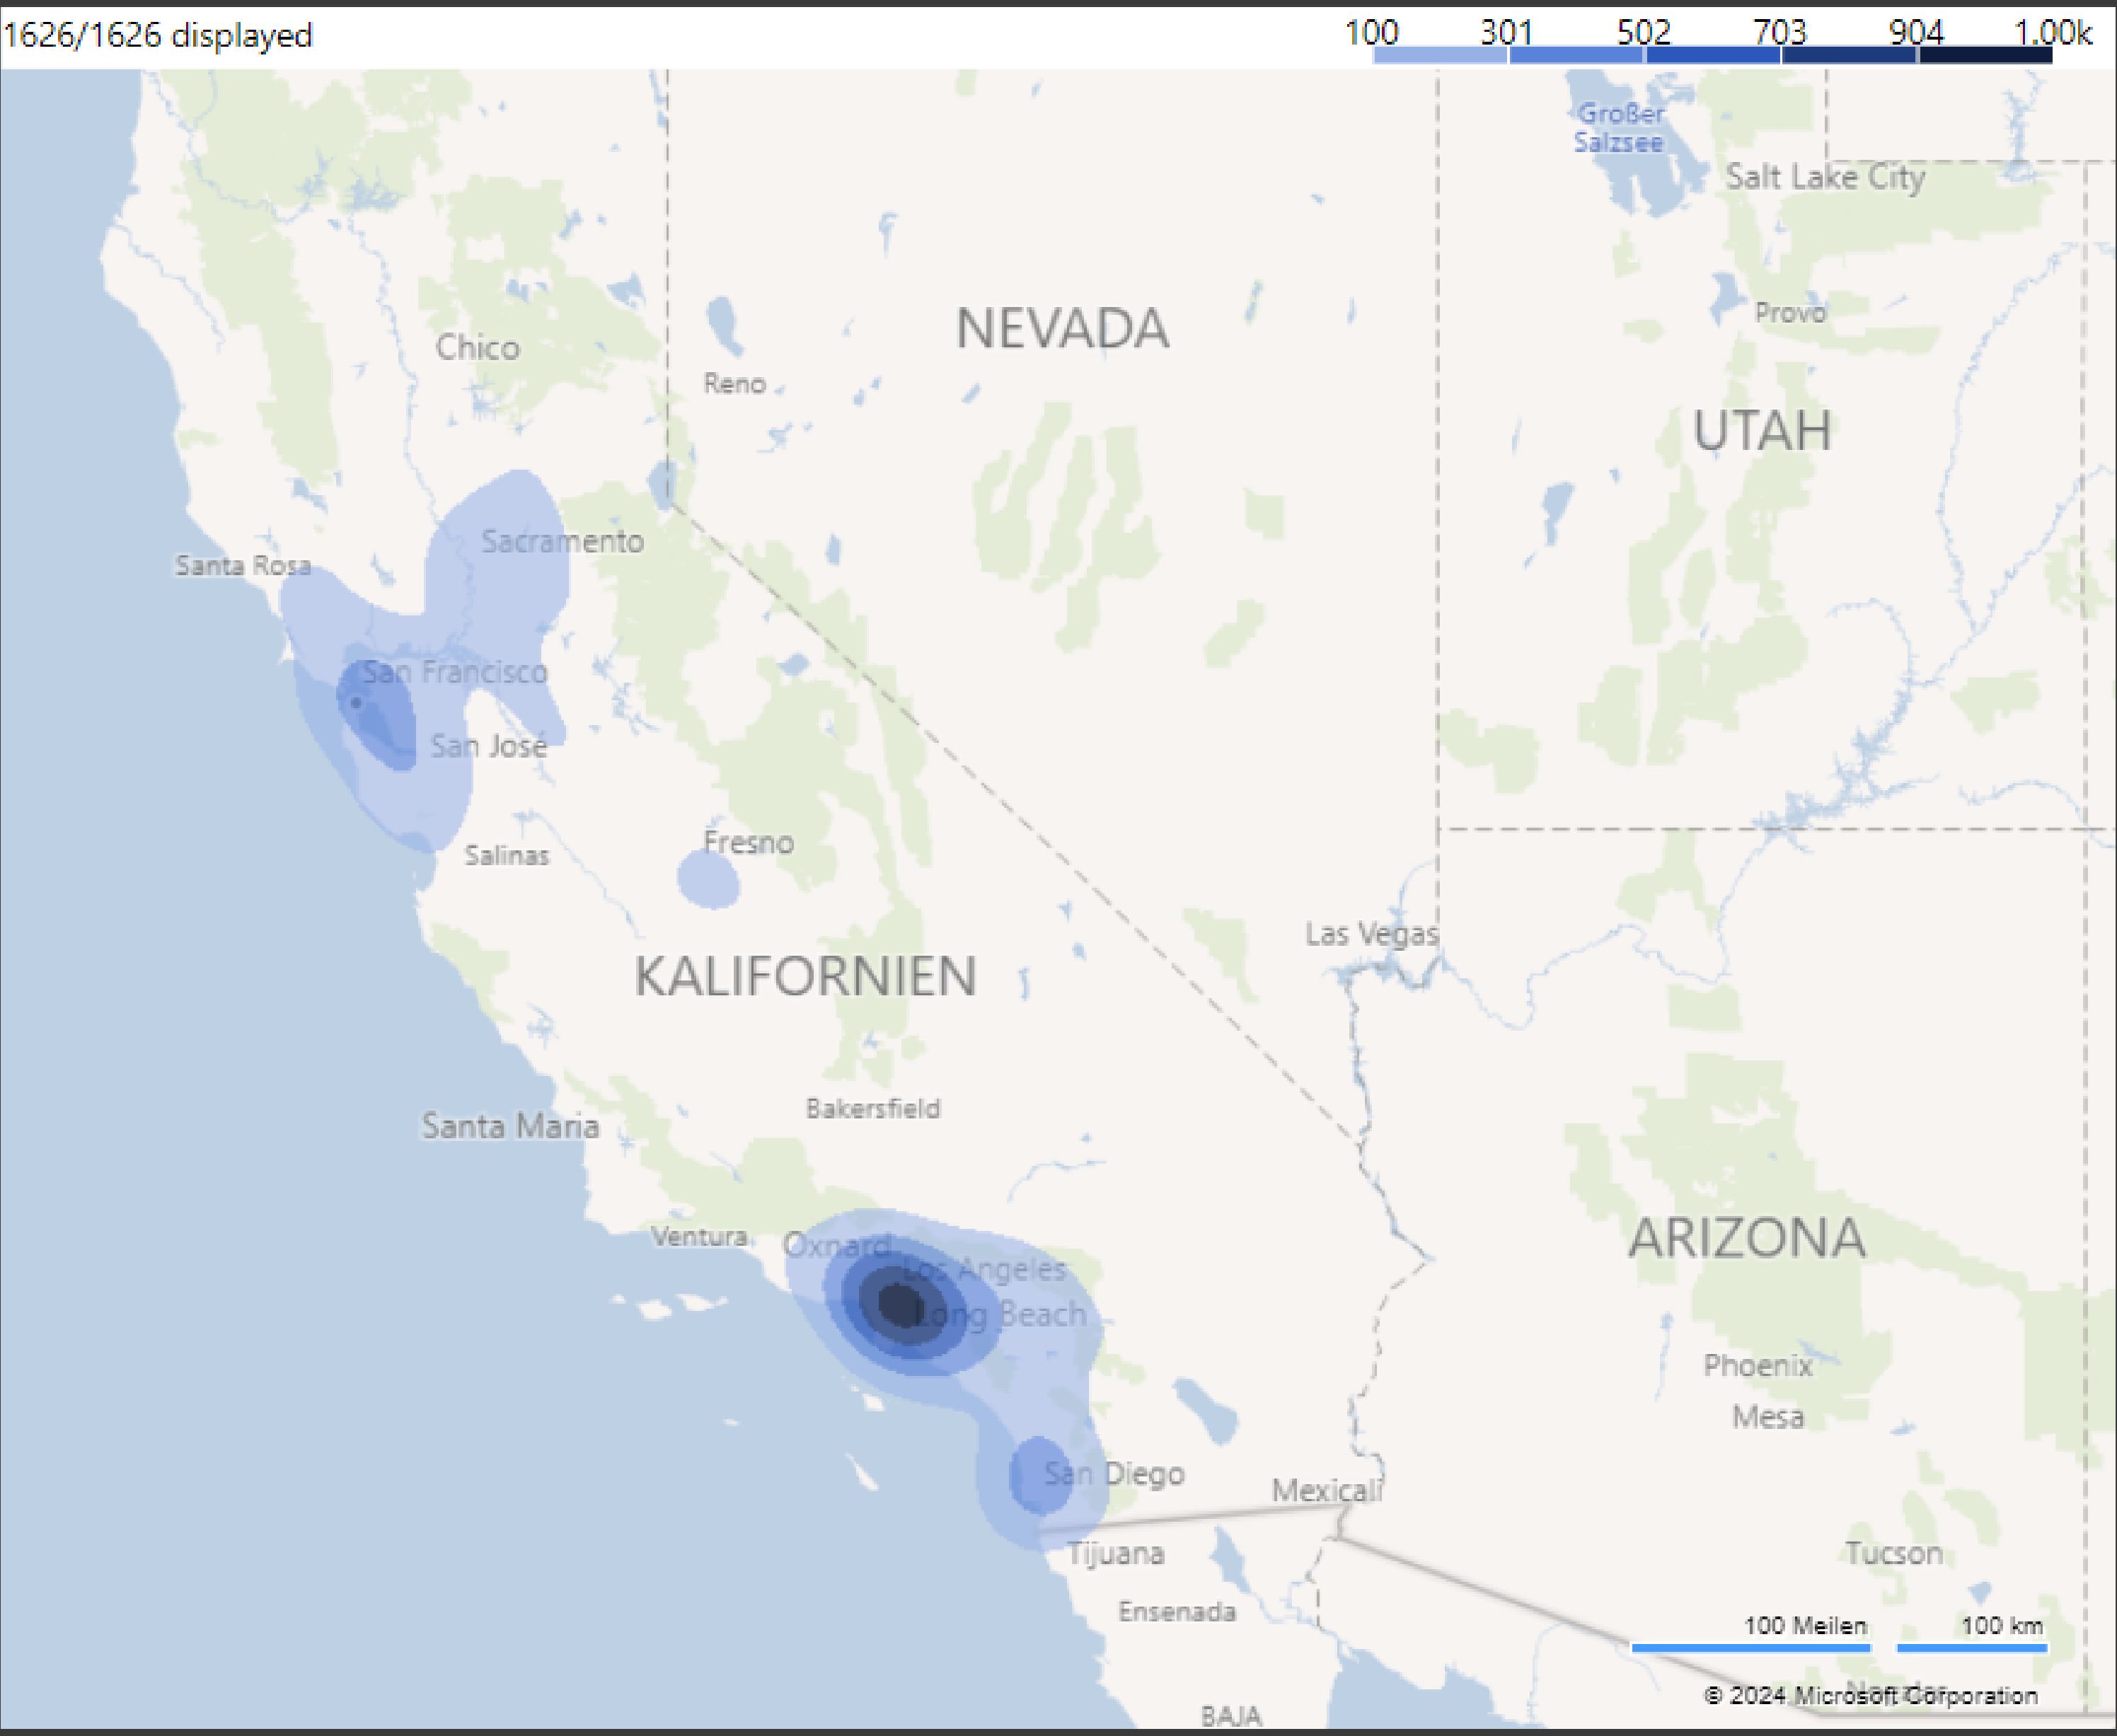 1626/1626 displayed
100 301 502 703 904 1.00k
Großer
Salzsee
Salt Lake City
NEVADA
Provo
Chico
Reno
UTAH
Sacramento
Santa Rosa
San Francisco
San José
Fresno
Salinas
Las Vegas
KALIFORNIEN
Bakersfield
Santa Maria
Ventura
Oxnard
ARIZONA
Los Angeles
Long Beach
Phoenix
Mesa
San Diego
Mexicali
Tijuana
Tucson
Ensenada
100 Meilen 100 km
© 2024 Microsoft Corporation
BAJA